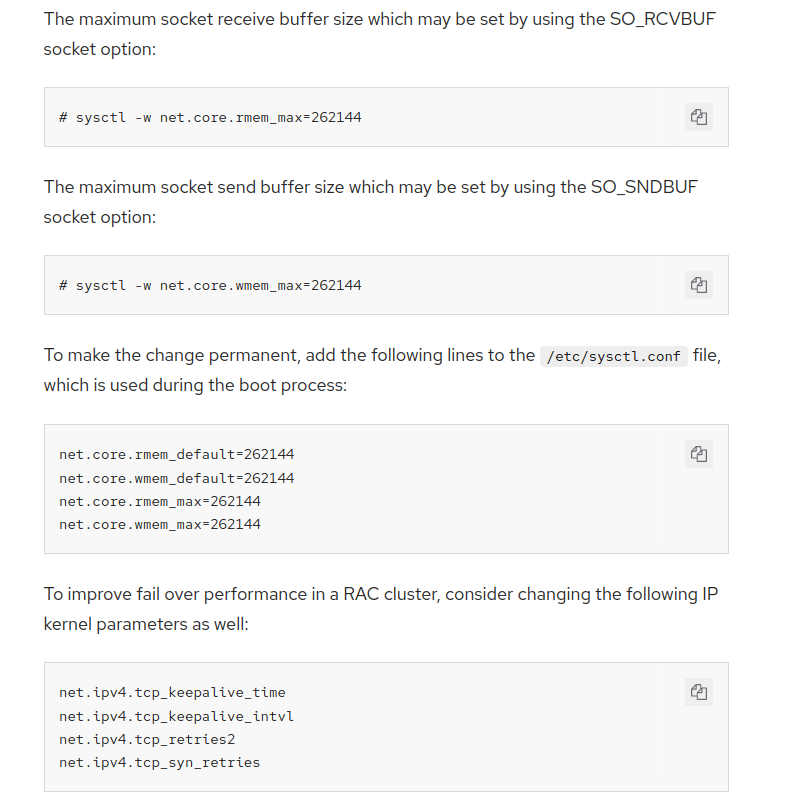 The maximum socket receive buffer size which may be set by using the SO_RCVBUF
socket option:
# sysctl -w net.core.rmem_max=262144
The maximum socket send buffer size which may be set by using the SO_SNDBUF
socket option:
# sysctl -w net.core.wmem_max=262144
To make the change permanent, add the following lines to the /etc/sysctl.conf file,
which is used during the boot process:
net.core.rmem_default=262144
net.core.wmem_default=262144
net.core.rmem_max=262144
net.core.wmem_max=262144
To improve fail over performance in a RAC cluster, consider changing the following IP
kernel parameters as well:
net.ipv4.tcp_keepalive_time
net.ipv4.tcp_keepalive_intvl
net.ipv4.tcp_retries2
net.ipv4.tcp_syn_retries